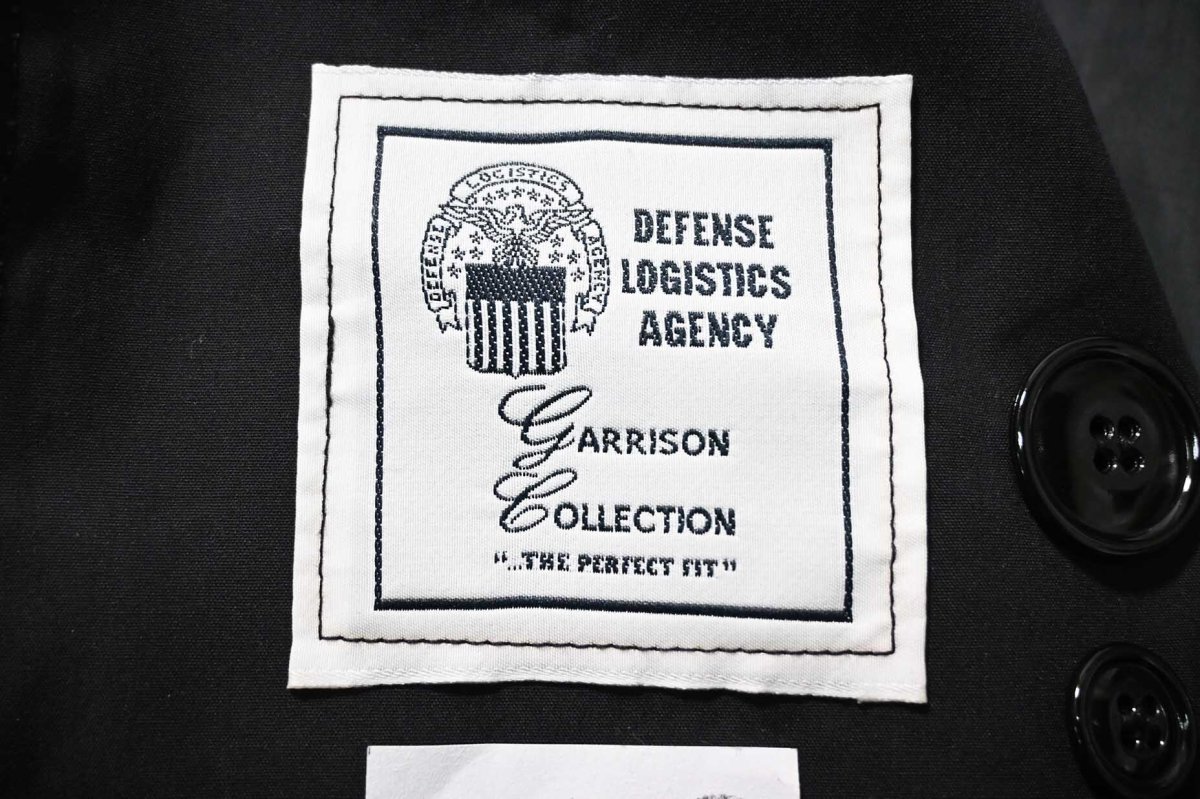 LOGISTICS
DEFENSE
AGENCY
DEFENSE
LOGISTICS
AGENCY
GARRISON
COLLECTION
"...THE PERFECT FIT"